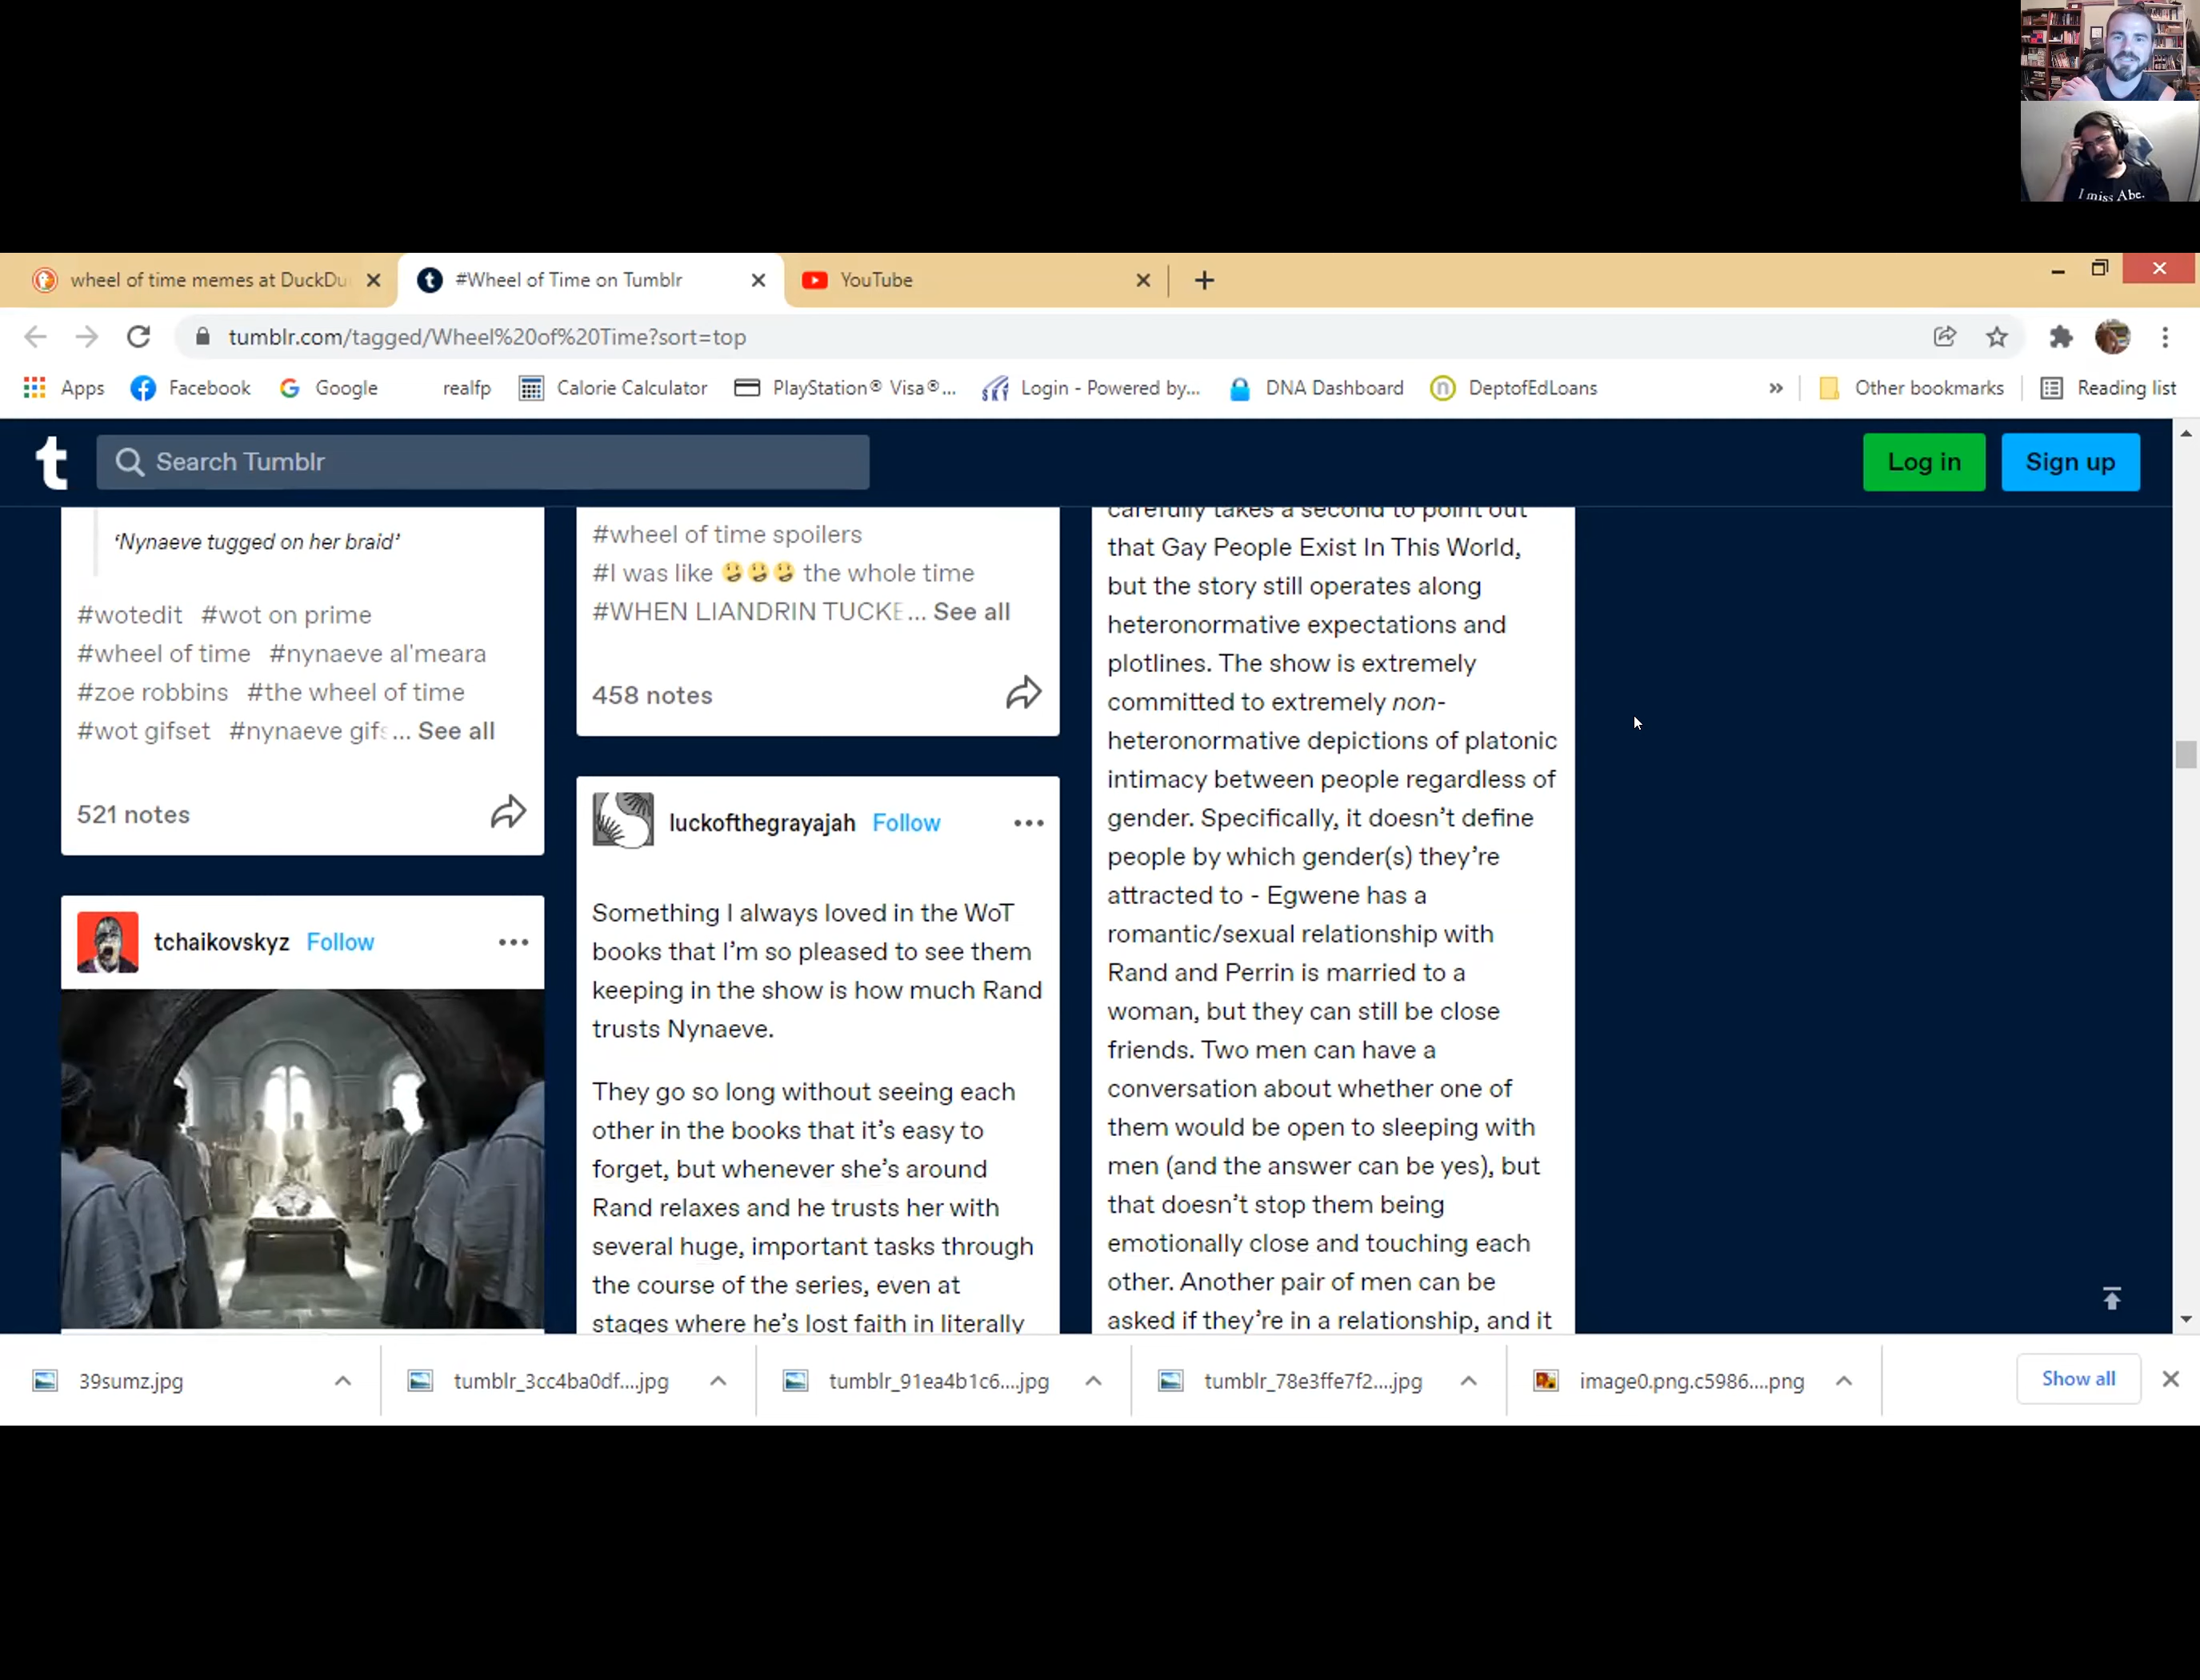 I miss Abe.
wheel of time memes at DuckDu
#Wheel of Time on Tumblr
YouTube
tumblr.com/tagged/Wheel%20of%20Time?sort=top
Apps
Facebook
Google
realfp
Calorie Calculator
PlayStation® Visa®...
Login - Powered by...
DNA Dashboard
DeptofEdLoans
»
Other bookmarks
Reading list
Search Tumblr
Log in
Sign up
‘Nynaeve tugged on her braid’
#wotedit #wot on prime
#wheel of time #nynaeve al'meara
#zoe robbins #the wheel of time
#wot gifset #nynaeve gifs... See all
521 notes
tchaikovskyz Follow
#wheel of time spoilers
#I was like 🤔🤔🤔 the whole time
#WHEN LIANDRIN TUCKE... See all
458 notes
luckofthegrayajah Follow
Something I always loved in the WoT
books that I’m so pleased to see them
keeping in the show is how much Rand
trusts Nynaeve.
They go so long without seeing each
other in the books that it’s easy to
forget, but whenever she’s around
Rand relaxes and he trusts her with
several huge, important tasks through
the course of the series, even at
stages where he’s lost faith in literally
carefully takes a second to point out
that Gay People Exist In This World,
but the story still operates along
heteronormative expectations and
plotlines. The show is extremely
committed to extremely non-
heteronormative depictions of platonic
intimacy between people regardless of
gender. Specifically, it doesn’t define
people by which gender(s) they’re
attracted to - Egwene has a
romantic/sexual relationship with
Rand and Perrin is married to a
woman, but they can still be close
friends. Two men can have a
conversation about whether one of
them would be open to sleeping with
men (and the answer can be yes), but
that doesn’t stop them being
emotionally close and touching each
other. Another pair of men can be
asked if they’re in a relationship, and it
39sumz.jpg
tumblr_3cc4ba0df....jpg
tumblr_91ea4b1c6....jpg
tumblr_78e3ffe7f2....jpg
image0.png.c5986....png
Show all